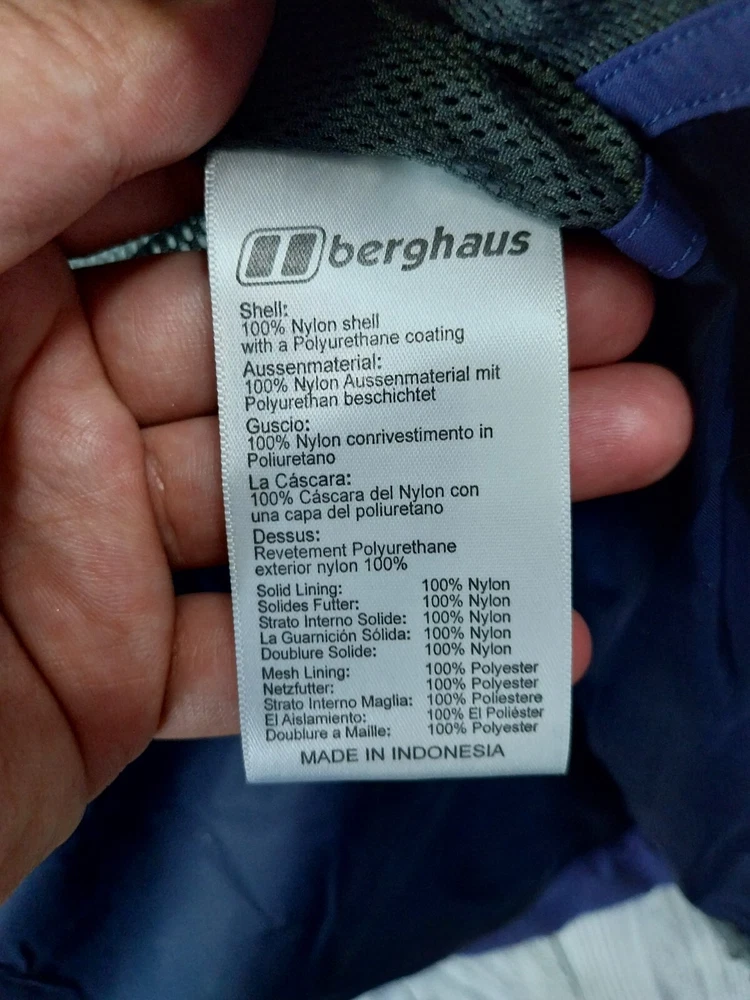 berghaus
Shell:
100% Nylon shell
with a Polyurethane coating
Aussenmaterial:
100% Nylon Aussenmaterial mit
Polyurethan beschichtet
Guscio:
100% Nylon conrivestimento in
Poliuretano
La Cáscara:
100% Cáscara del Nylon con
una capa del poliuretano
Dessus:
Revetement Polyurethane
exterior nylon 100%
Solid Lining: 100% Nylon
Solides Futter: 100% Nylon
Strato Interno Solide: 100% Nylon
La Guarnición Sólida: 100% Nylon
Doublure Solide: 100% Nylon
Mesh Lining: 100% Polyester
Netzfutter: 100% Polyester
Strato Interno Maglia: 100% Poliestere
El Aislamiento: 100% El Poliéster
Doublure a Maille: 100% Polyester
MADE IN INDONESIA